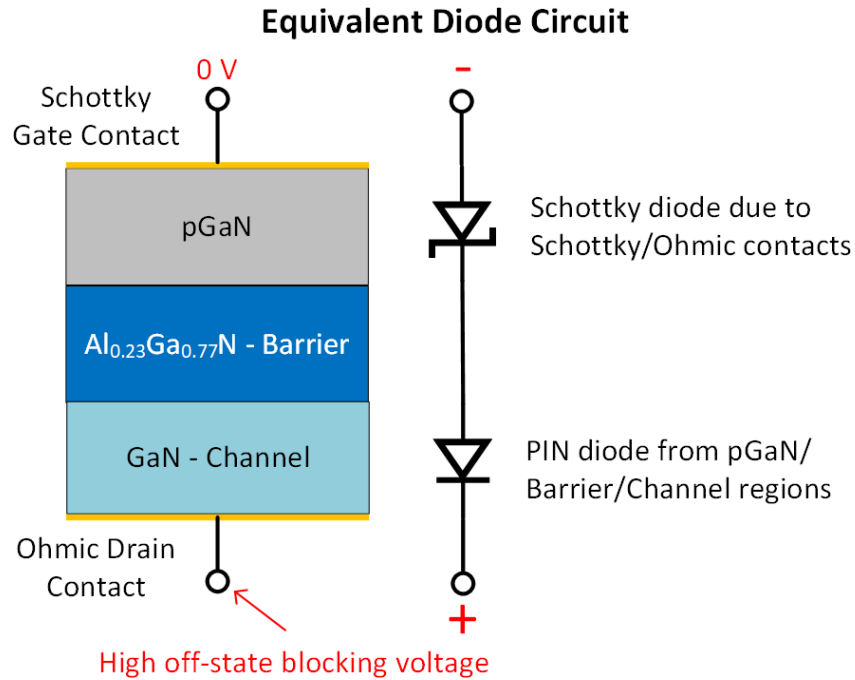 Equivalent Diode Circuit
0 V
-
Schottky
Gate Contact
pGaN
Schottky diode due to
Schottky/Ohmic contacts
Al₀.₂₃Ga₀.₇₇N - Barrier
GaN - Channel
PIN diode from pGaN/
Barrier/Channel regions
Ohmic Drain
Contact
+
High off-state blocking voltage